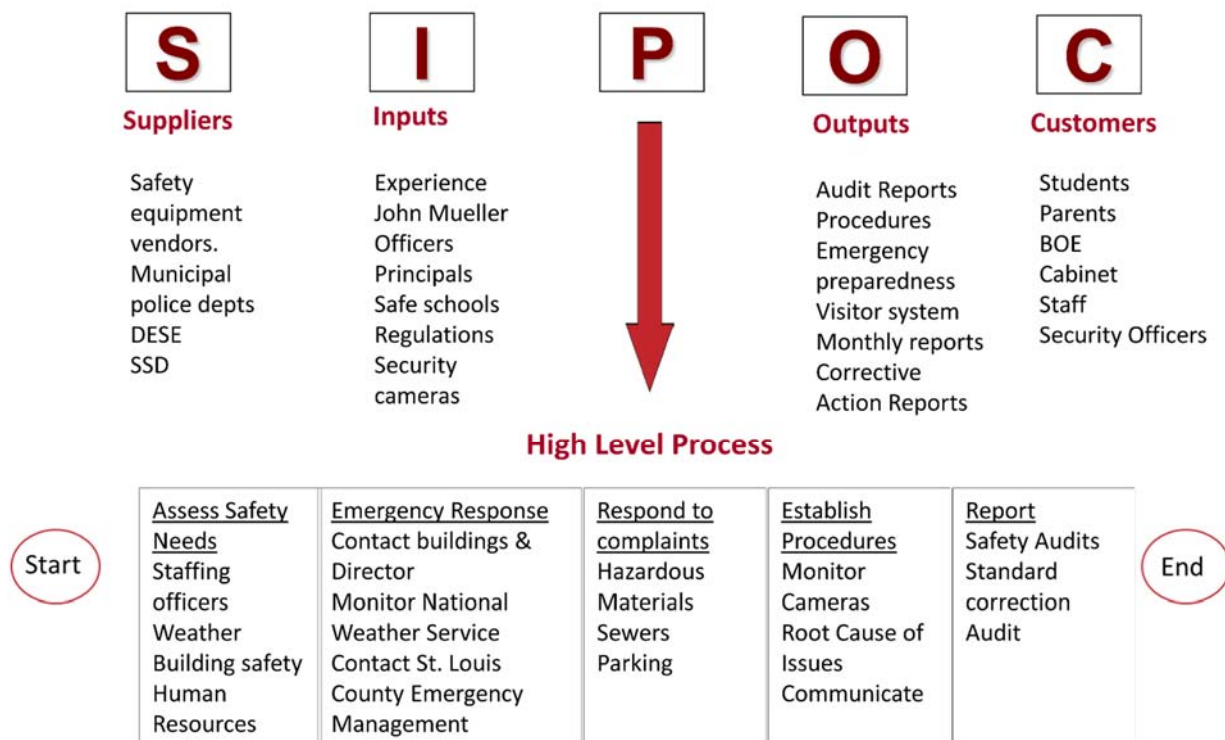 S
I
P
O
C
Suppliers
Inputs
Outputs
Customers
Safety
equipment
vendors.
Municipal
police depts
DESE
SSD
Experience
John Mueller
Officers
Principals
Safe schools
Regulations
Security
cameras
Audit Reports
Procedures
Emergency
preparedness
Visitor system
Monthly reports
Corrective
Action Reports
Students
Parents
BOE
Cabinet
Staff
Security Officers
High Level Process
Start
Assess Safety
Needs
Staffing
officers
Weather
Building safety
Human
Resources
Emergency Response
Contact buildings &
Director
Monitor National
Weather Service
Contact St. Louis
County Emergency
Management
Respond to
complaints
Hazardous
Materials
Sewers
Parking
Establish
Procedures
Monitor
Cameras
Root Cause of
Issues
Communicate
Report
Safety Audits
Standard
correction
Audit
End